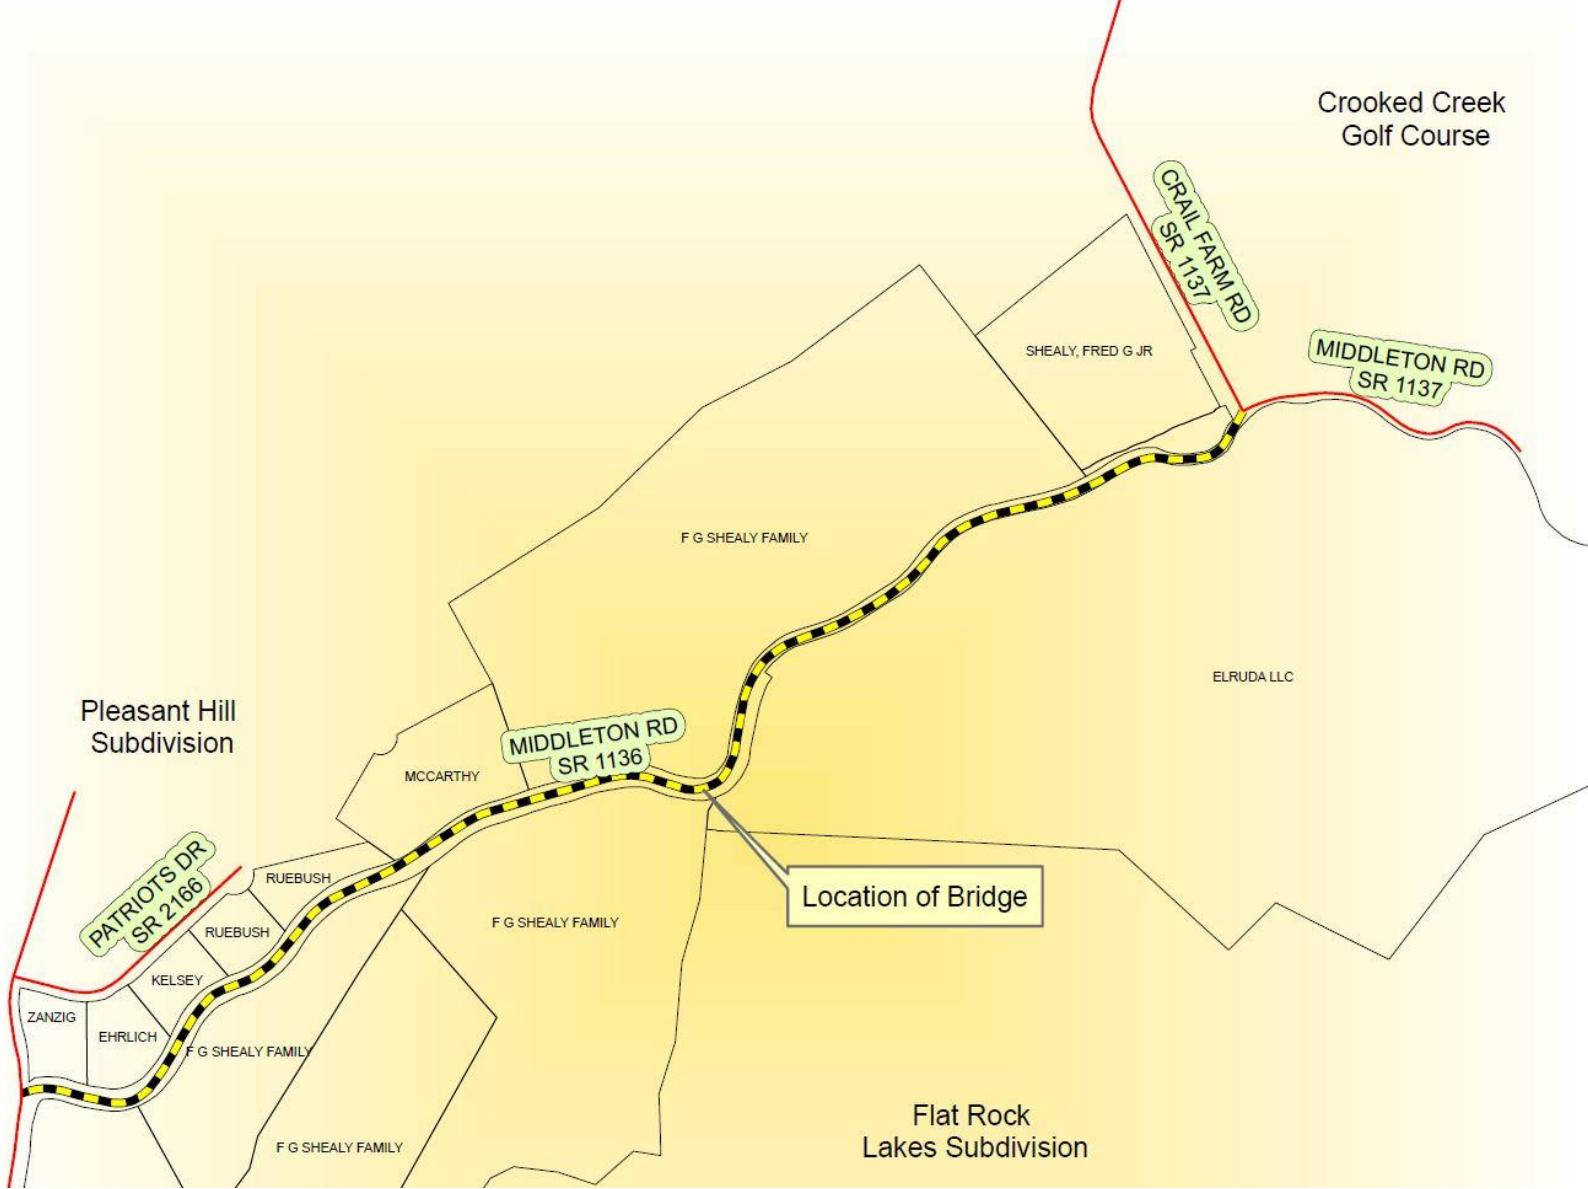 Crooked Creek
Golf Course
CRAIL FARM RD
SR 1137
MIDDLETON RD
SR 1137
SHEALY, FRED G JR
F G SHEALY FAMILY
ELRUDA LLC
Pleasant Hill
Subdivision
MIDDLETON RD
SR 1136
MCCARTHY
PATRIOTS DR
SR 2166
RUEBUSH
Location of Bridge
F G SHEALY FAMILY
RUEBUSH
KELSEY
ZANZIG
EHRLICH
F G SHEALY FAMILY
Flat Rock
Lakes Subdivision
F G SHEALY FAMILY